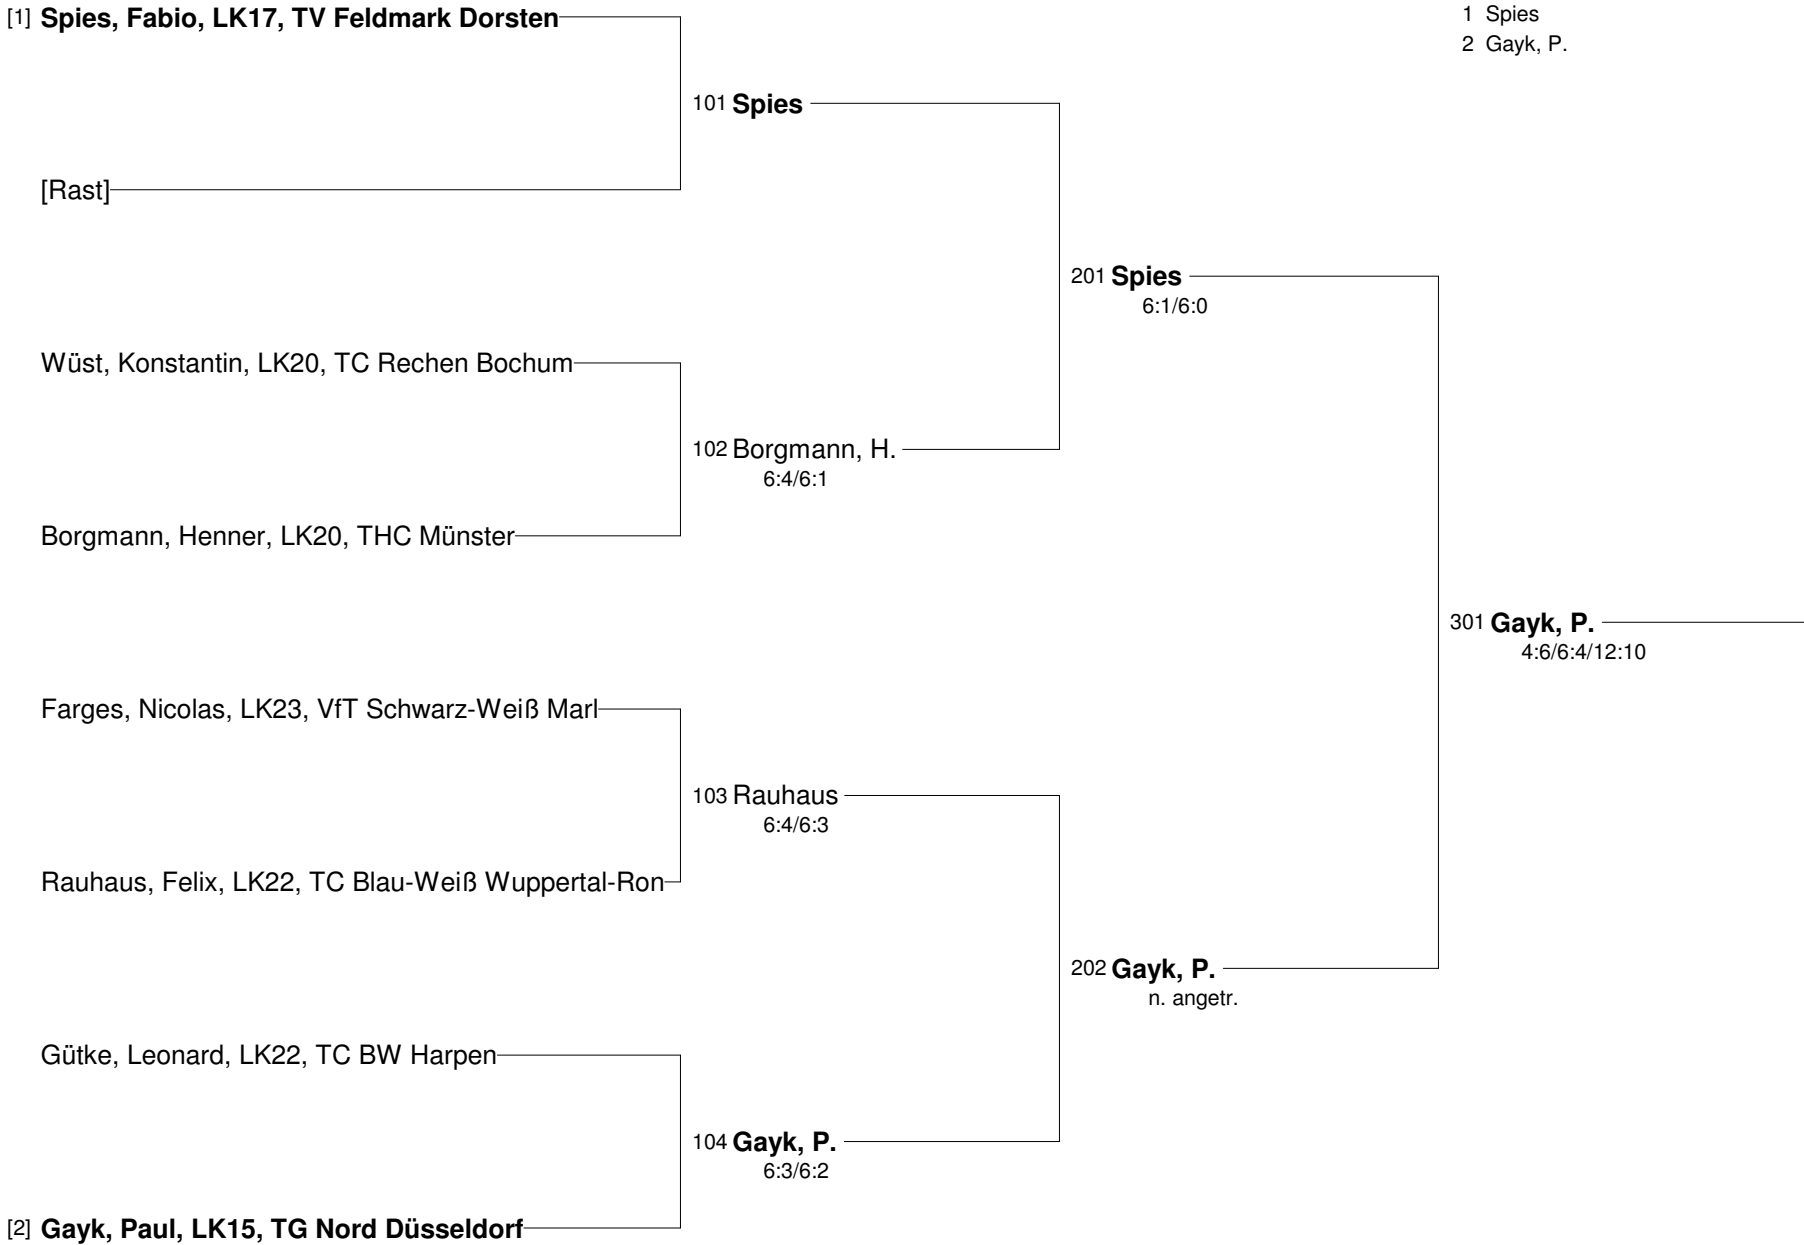 [1] Spies, Fabio, LK17, TV Feldmark Dorsten
1 Spies
2 Gayk, P.
101 Spies
[Rast]
201 Spies
6:1/6:0
Wüst, Konstantin, LK20, TC Rechen Bochum
102 Borgmann, H.
6:4/6:1
Borgmann, Henner, LK20, THC Münster
301 Gayk, P.
4:6/6:4/12:10
Farges, Nicolas, LK23, VfT Schwarz-Weiß Marl
103 Rauhaus
6:4/6:3
Rauhaus, Felix, LK22, TC Blau-Weiß Wuppertal-Ron
202 Gayk, P.
n. angetr.
Gütke, Leonard, LK22, TC BW Harpen
104 Gayk, P.
6:3/6:2
[2] Gayk, Paul, LK15, TG Nord Düsseldorf